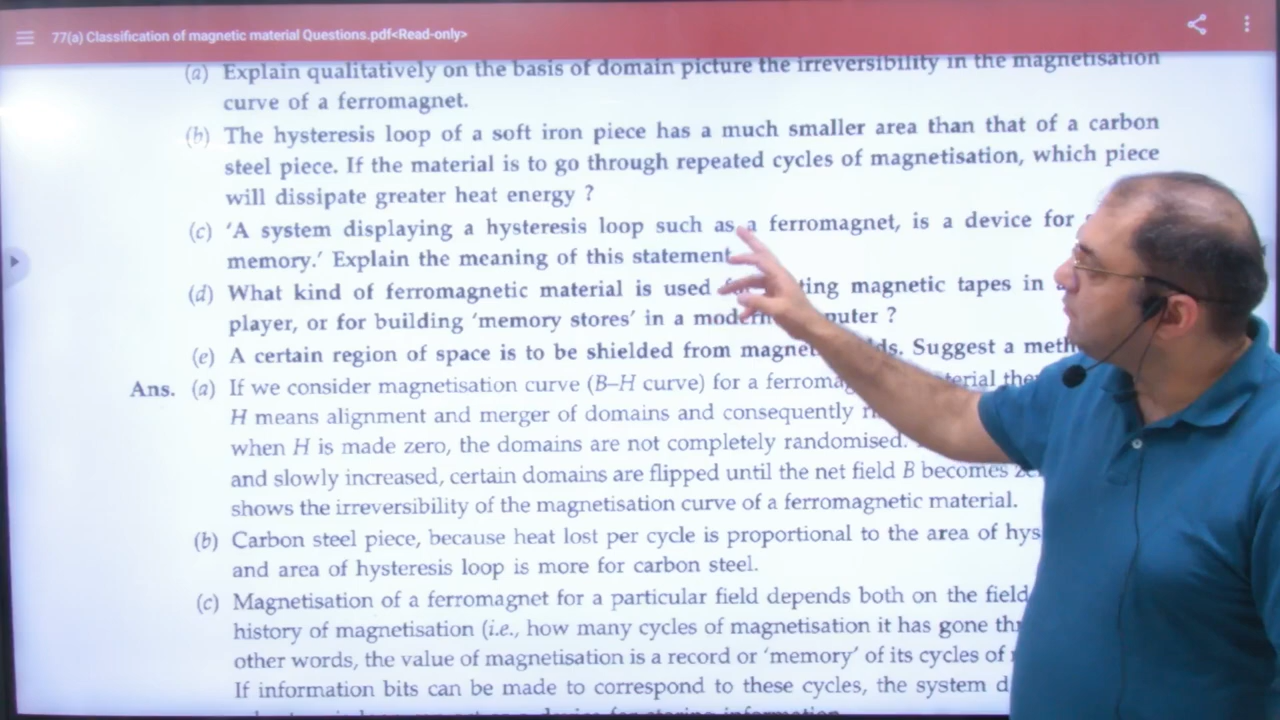 77(a) Classification of magnetic material Questions.pdf<Read-only>
(a) Explain qualitatively on the basis of domain picture the irreversibility in the magnetisation
curve of a ferromagnet.
(b) The hysteresis loop of a soft iron piece has a much smaller area than that of a carbon
steel piece. If the material is to go through repeated cycles of magnetisation, which piece
will dissipate greater heat energy ?
(c) 'A system displaying a hysteresis loop such as a ferromagnet, is a device for
memory.' Explain the meaning of this statement
(d) What kind of ferromagnetic material is used magnetic tapes in
player, or for building 'memory stores' in a modern ?
(e) A certain region of space is to be shielded from Suggest a
Ans. (a) If we consider magnetisation curve (B–H curve) for a
H means alignment and merger of domains and consequently
when H is made zero, the domains are not completely randomised.
and slowly increased, certain domains are flipped until the net field B becomes
shows the irreversibility of the magnetisation curve of a ferromagnetic material.
(b) Carbon steel piece, because heat lost per cycle is proportional to the area of
and area of hysteresis loop is more for carbon steel.
(c) Magnetisation of a ferromagnet for a particular field depends both on the field
history of magnetisation (i.e., how many cycles of magnetisation it has gone
other words, the value of magnetisation is a record or 'memory' of its cycles of
If information bits can be made to correspond to these cycles, the system
device for storing information